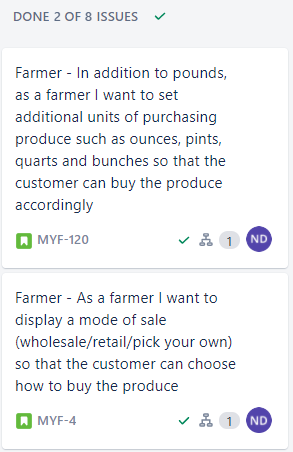 DONE 2 OF 8 ISSUES
Farmer - In addition to pounds,
as a farmer I want to set
additional units of purchasing
produce such as ounces, pints,
quarts and bunches so that the
customer can buy the produce
accordingly
MYF-120 1 ND
Farmer - As a farmer I want to
display a mode of sale
(wholesale/retail/pick your own)
so that the customer can choose
how to buy the produce
MYF-4 1 ND